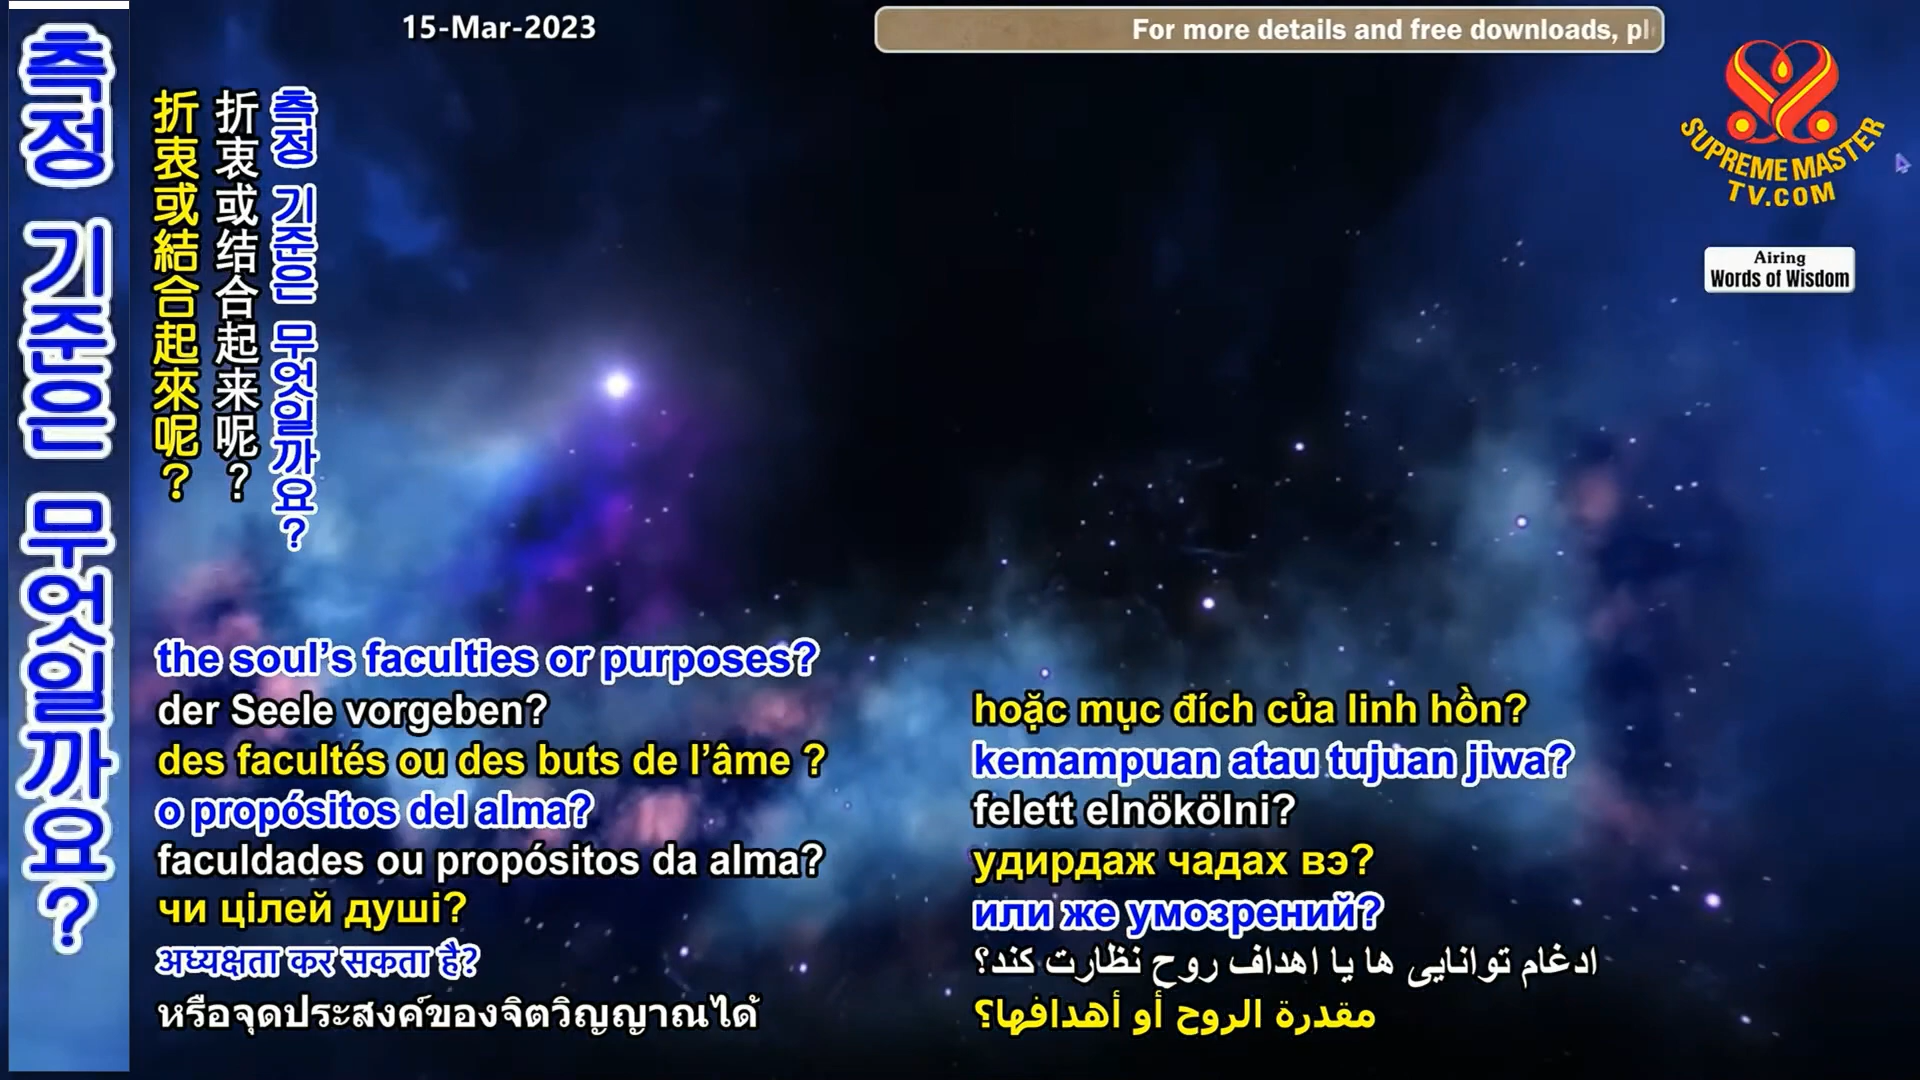 측정 기준은 무엇일까요?
15-Mar-2023
For more details and free downloads,
SUPREME MASTER
TV.COM
Airing
Words of Wisdom
측정 기준은 무엇일까요?
折衷或结合起来呢？
折衷或結合起來呢？
the soul’s faculties or purposes?
der Seele vorgeben?
des facultés ou des buts de l’âme ?
o propósitos del alma?
faculdades ou propósitos da alma?
чи цілей душі?
अध्यक्षता कर सकता है?
หรือจุดประสงค์ของจิตวิญญาณได้
hoặc mục đích của linh hồn?
kemampuan atau tujuan jiwa?
felett elnökölni?
удирдаж чадах вэ?
или же умозрений?
ادغام توانایی ها یا اهداف روح نظارت کند؟
مقدرة الروح أو أهدافها؟